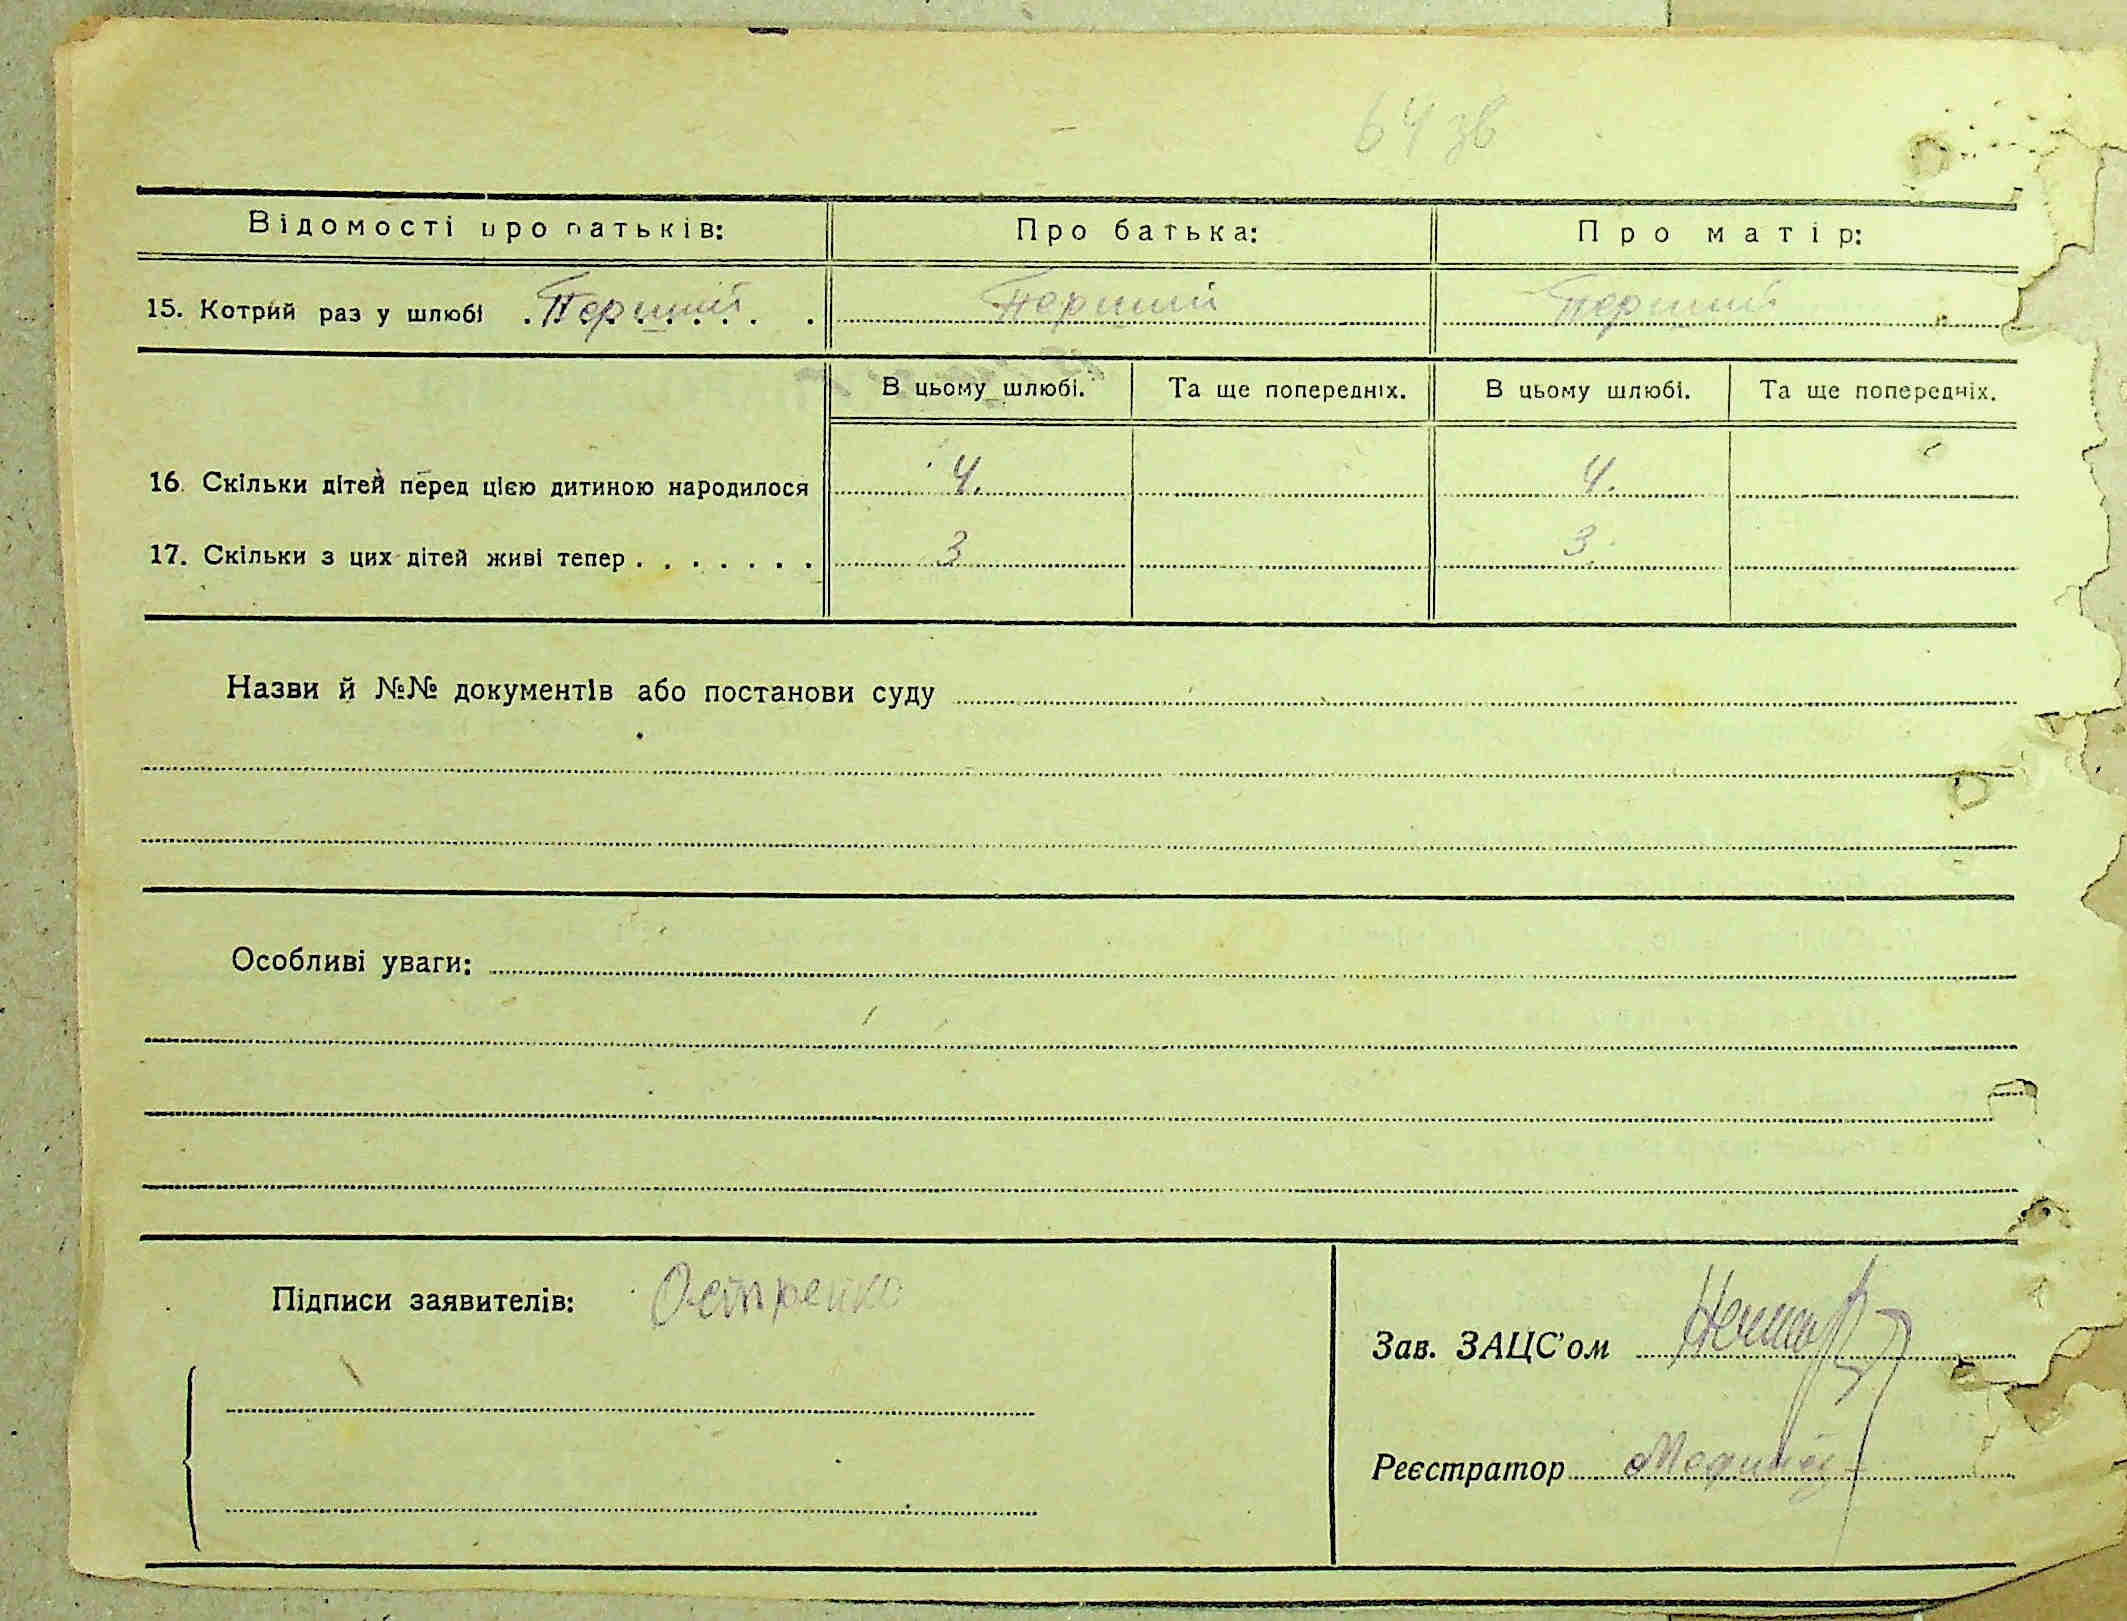 64 зв
Відомості про батьків: Про батька: Про матір:
15. Котрий раз у шлюбі Перший Перший Перший
В цьому шлюбі. Та ще попередніх. В цьому шлюбі. Та ще попередніх.
16. Скільки дітей перед цією дитиною народилося 4. 4.
17. Скільки з цих дітей живі тепер 3 3
Назви й №№ документів або постанови суду
Особливі уваги:
Підписи заявителів: Остренко
Зав. ЗАЦС'ом
Реєстратор